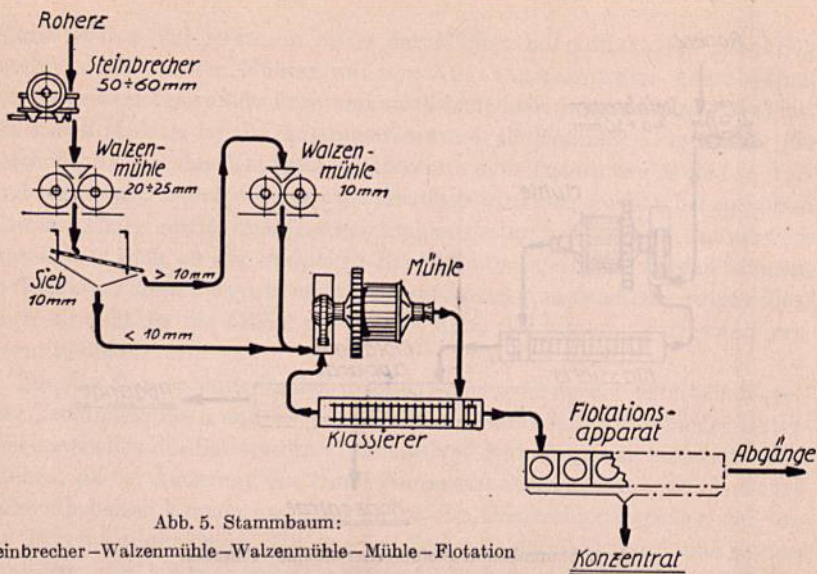 Roherz
Steinbrecher
50÷60mm
Walzen-
mühle
20÷25mm
Walzen-
mühle
10mm
Sieb
10mm
> 10mm
< 10mm
Mühle
Klassierer
Flotations-
apparat
Abgänge
Konzentrat
Abb. 5. Stammbaum:
einbrecher–Walzenmühle–Walzenmühle–Mühle–Flotation